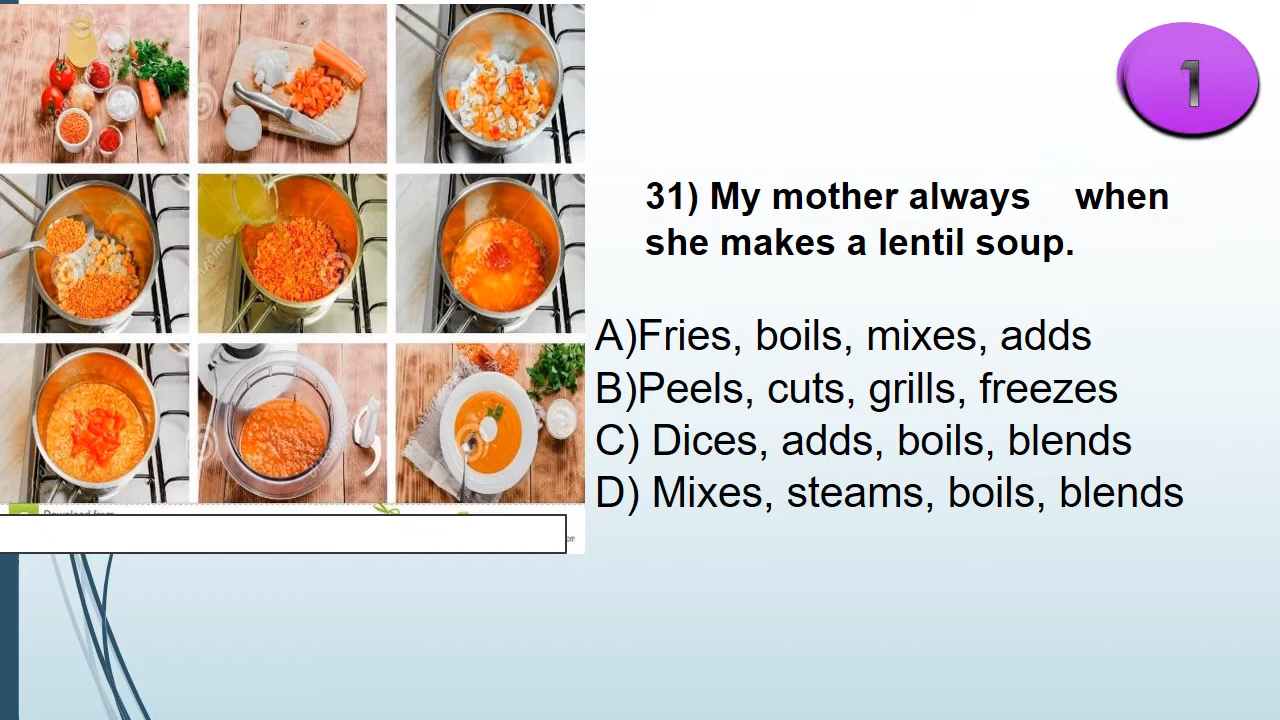 1
31) My mother always when
she makes a lentil soup.
A)Fries, boils, mixes, adds
B)Peels, cuts, grills, freezes
C) Dices, adds, boils, blends
D) Mixes, steams, boils, blends